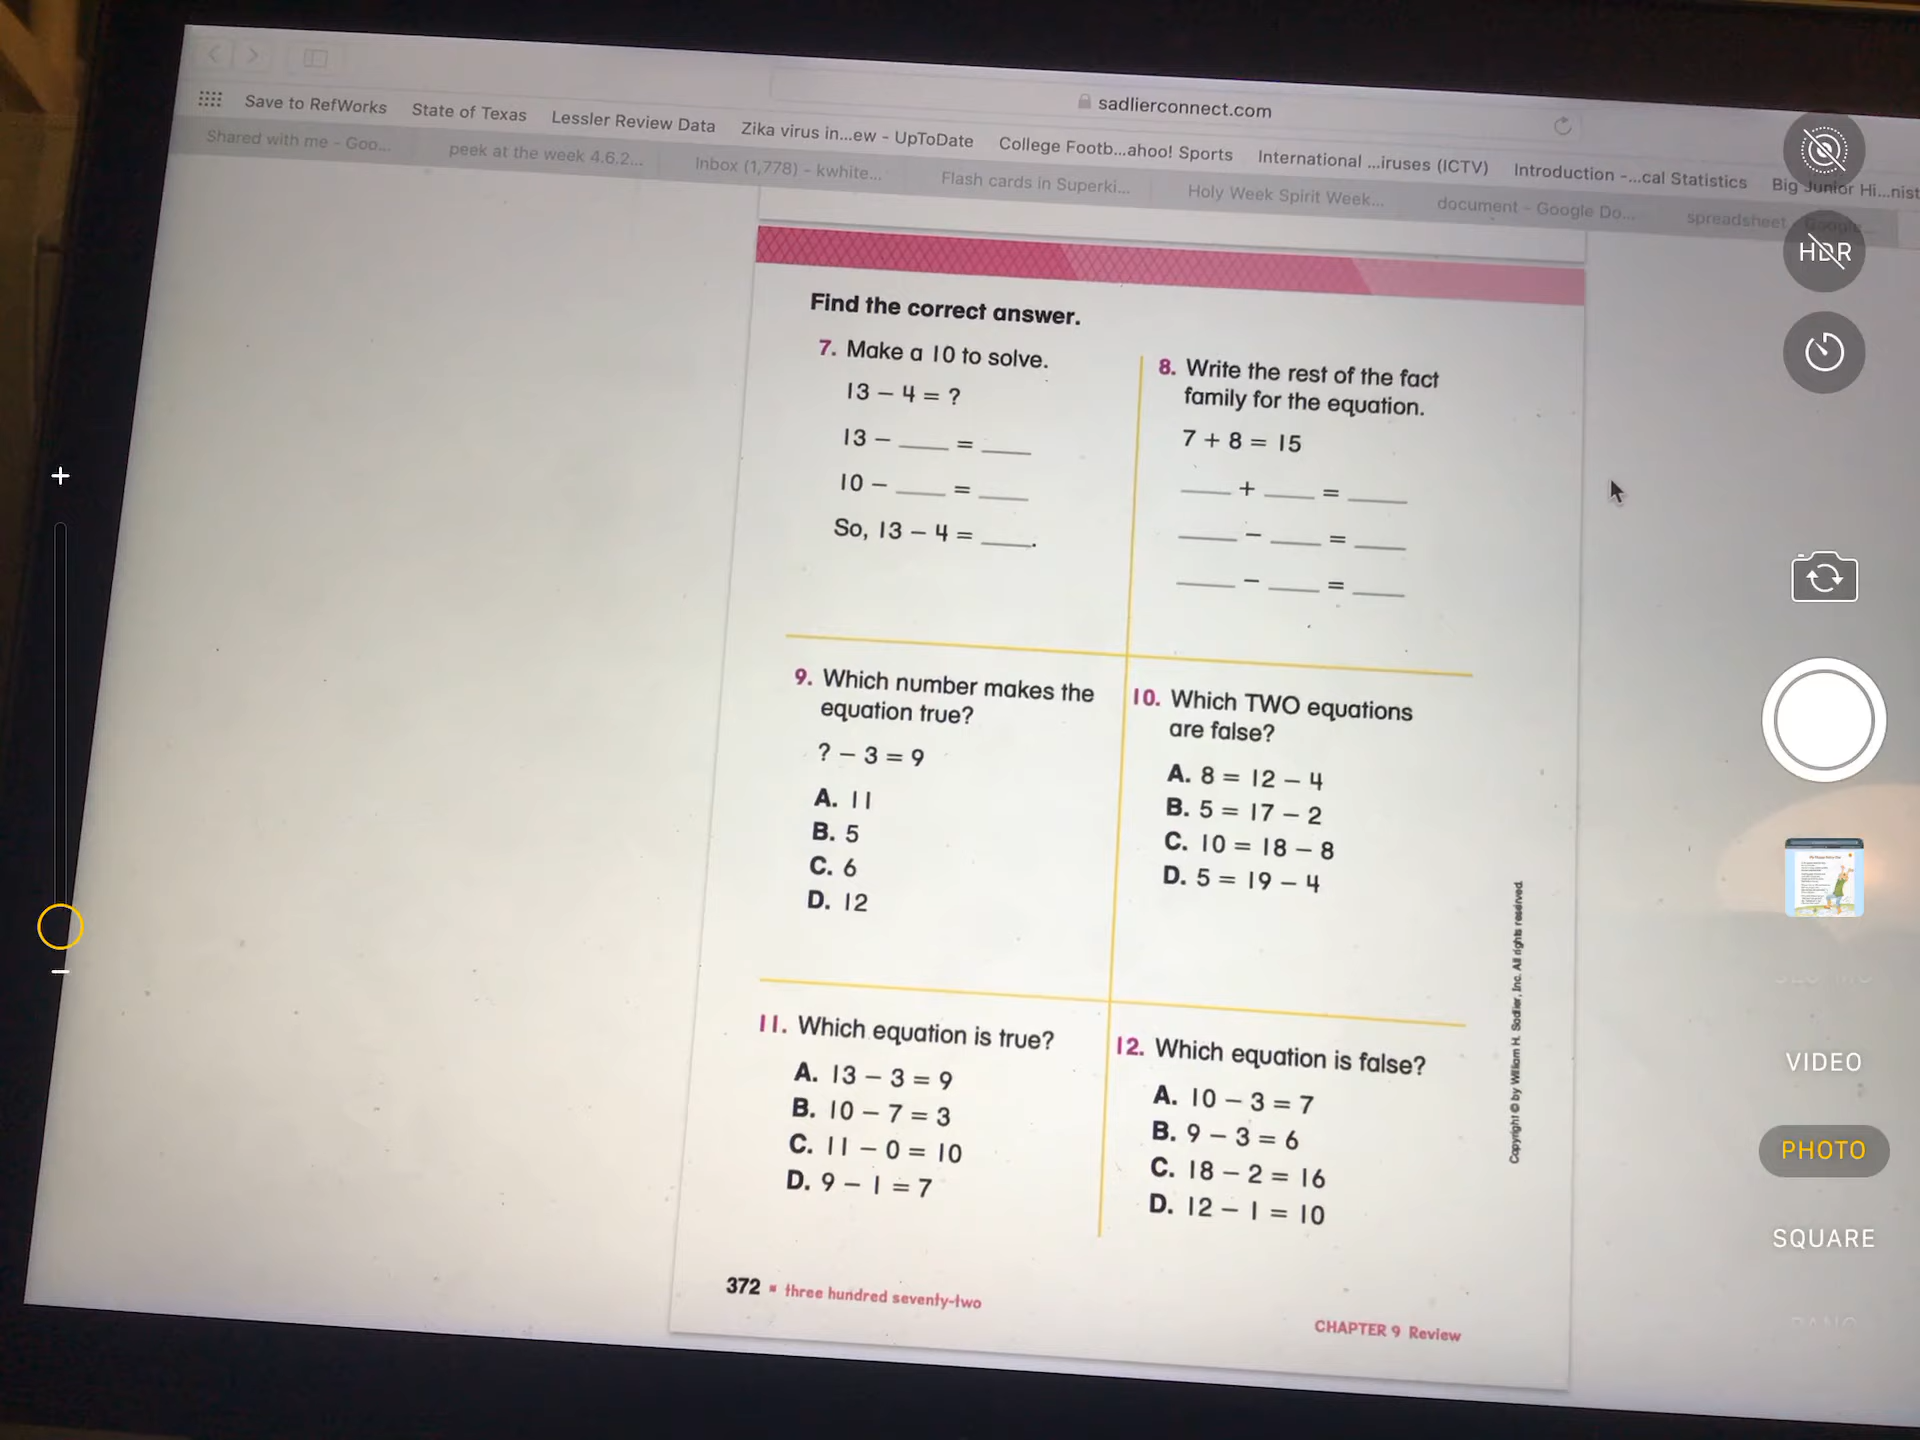 sadlierconnect.com
Save to RefWorks State of Texas Lessler Review Data Zika virus in...ew - UpToDate College Footb...ahoo! Sports International ...iruses (ICTV) Introduction -...cal Statistics Big Junior Hi...nist
Shared with me - Goo... peek at the week 4.6.2... Inbox (1,778) - kwhite... Flash cards in Superki... Holy Week Spirit Week... document - Google Do... spreadsheet - Google
HDR
Find the correct answer.
7. Make a 10 to solve.
13 – 4 = ?
13 – ___ = ___
10 – ___ = ___
So, 13 – 4 = ___.
8. Write the rest of the fact
family for the equation.
7 + 8 = 15
___ + ___ = ___
___ – ___ = ___
___ – ___ = ___
9. Which number makes the
equation true?
? – 3 = 9
A. 11
B. 5
C. 6
D. 12
10. Which TWO equations
are false?
A. 8 = 12 – 4
B. 5 = 17 – 2
C. 10 = 18 – 8
D. 5 = 19 – 4
11. Which equation is true?
A. 13 – 3 = 9
B. 10 – 7 = 3
C. 11 – 0 = 10
D. 9 – 1 = 7
12. Which equation is false?
A. 10 – 3 = 7
B. 9 – 3 = 6
C. 18 – 2 = 16
D. 12 – 1 = 10
Copyright © by William H. Sadlier, Inc. All rights reserved.
372 ▪ three hundred seventy-two
CHAPTER 9 Review
VIDEO
PHOTO
SQUARE
PANO